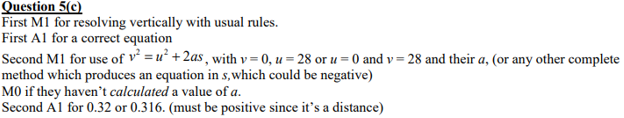 Question 5(c)
First M1 for resolving vertically with usual rules.
First A1 for a correct equation
Second M1 for use of v² = u² + 2as, with v = 0, u = 28 or u = 0 and v = 28 and their a, (or any other complete
method which produces an equation in s,which could be negative)
M0 if they haven't calculated a value of a.
Second A1 for 0.32 or 0.316. (must be positive since it's a distance)